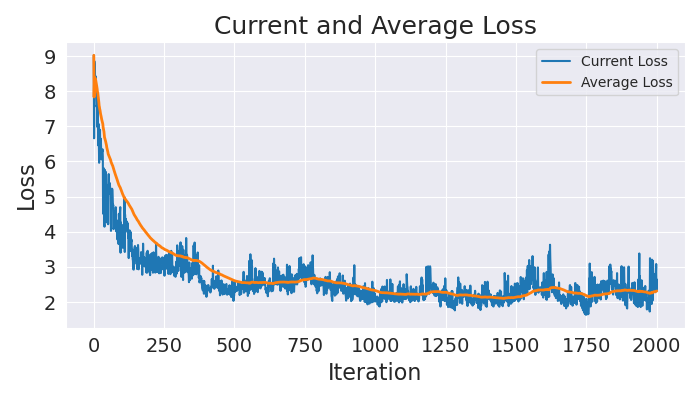 Current and Average Loss
Current Loss
Average Loss
9
8
7
6
5
4
3
2
Loss
0 250 500 750 1000 1250 1500 1750 2000
Iteration